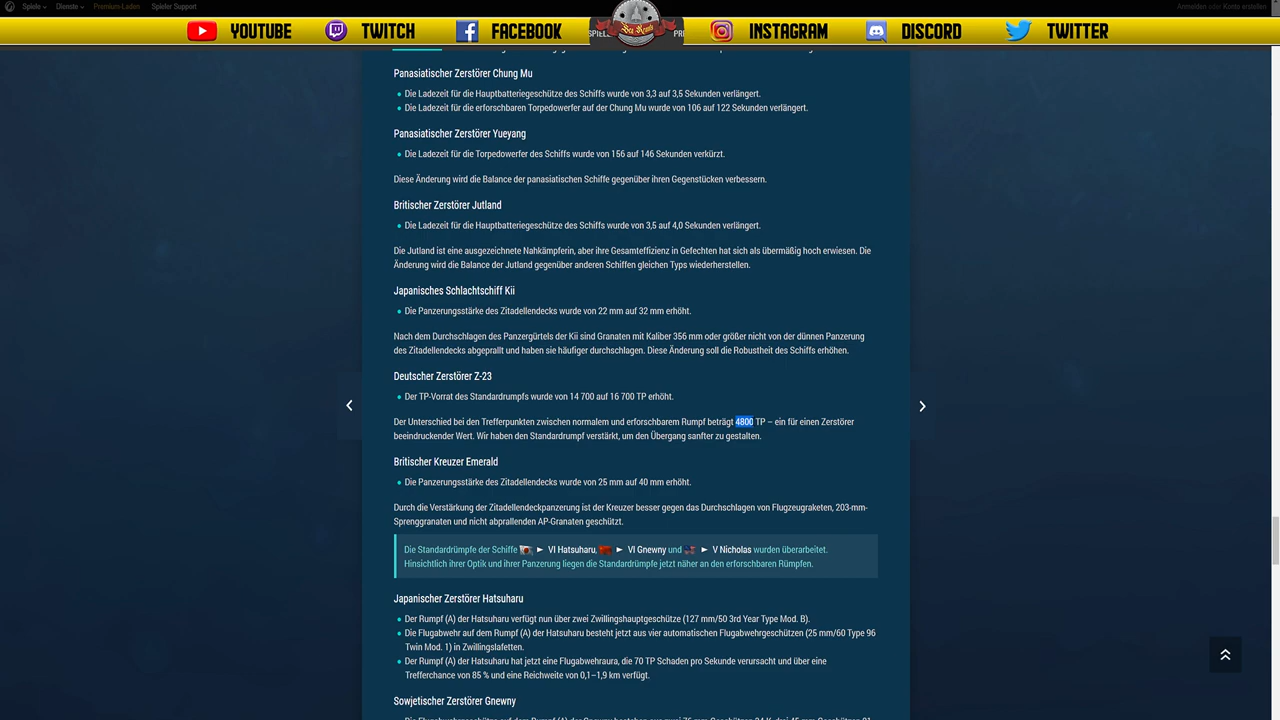 Spiele Dienste Premium-Laden Spieler Support Anmelden oder Konto erstellen
YOUTUBE TWITCH FACEBOOK INSTAGRAM DISCORD TWITTER
Panasiatischer Zerstörer Chung Mu
Die Ladezeit für die Hauptbatteriegeschütze des Schiffs wurde von 3,3 auf 3,5 Sekunden verlängert.
Die Ladezeit für die erforschbaren Torpedowerfer auf der Chung Mu wurde von 106 auf 122 Sekunden verlängert.
Panasiatischer Zerstörer Yueyang
Die Ladezeit für die Torpedowerfer des Schiffs wurde von 156 auf 146 Sekunden verkürzt.
Diese Änderung wird die Balance der panasiatischen Schiffe gegenüber ihren Gegenstücken verbessern.
Britischer Zerstörer Jutland
Die Ladezeit für die Hauptbatteriegeschütze des Schiffs wurde von 3,5 auf 4,0 Sekunden verlängert.
Die Jutland ist eine ausgezeichnete Nahkämpferin, aber ihre Gesamteffizienz in Gefechten hat sich als übermäßig hoch erwiesen. Die
Änderung wird die Balance der Jutland gegenüber anderen Schiffen gleichen Typs wiederherstellen.
Japanisches Schlachtschiff Kii
Die Panzerungsstärke des Zitadellendecks wurde von 22 mm auf 32 mm erhöht.
Nach dem Durchschlagen des Panzergürtels der Kii sind Granaten mit Kaliber 356 mm oder größer nicht von der dünnen Panzerung
des Zitadellendecks abgeprallt und haben sie häufiger durchschlagen. Diese Änderung soll die Robustheit des Schiffs erhöhen.
Deutscher Zerstörer Z-23
Der TP-Vorrat des Standardrumpfs wurde von 14 700 auf 16 700 TP erhöht.
Der Unterschied bei den Trefferpunkten zwischen normalem und erforschbarem Rumpf beträgt 4800 TP – ein für einen Zerstörer
beeindruckender Wert. Wir haben den Standardrumpf verstärkt, um den Übergang sanfter zu gestalten.
Britischer Kreuzer Emerald
Die Panzerungsstärke des Zitadellendecks wurde von 25 mm auf 40 mm erhöht.
Durch die Verstärkung der Zitadellendeckpanzerung ist der Kreuzer besser gegen das Durchschlagen von Flugzeugraketen, 203-mm-
Sprenggranaten und nicht abprallenden AP-Granaten geschützt.
Die Standardrümpfe der Schiffe VI Hatsuharu, VI Gnewny und V Nicholas wurden überarbeitet.
Hinsichtlich ihrer Optik und ihrer Panzerung liegen die Standardrümpfe jetzt näher an den erforschbaren Rümpfen.
Japanischer Zerstörer Hatsuharu
Der Rumpf (A) der Hatsuharu verfügt nun über zwei Zwillingshauptgeschütze (127 mm/50 3rd Year Type Mod. B).
Die Flugabwehr auf dem Rumpf (A) der Hatsuharu besteht jetzt aus vier automatischen Flugabwehrgeschützen (25 mm/60 Type 96
Twin Mod. 1) in Zwillingslafetten.
Der Rumpf (A) der Hatsuharu hat jetzt eine Flugabwehraura, die 70 TP Schaden pro Sekunde verursacht und über eine
Trefferchance von 85 % und eine Reichweite von 0,1–1,9 km verfügt.
Sowjetischer Zerstörer Gnewny